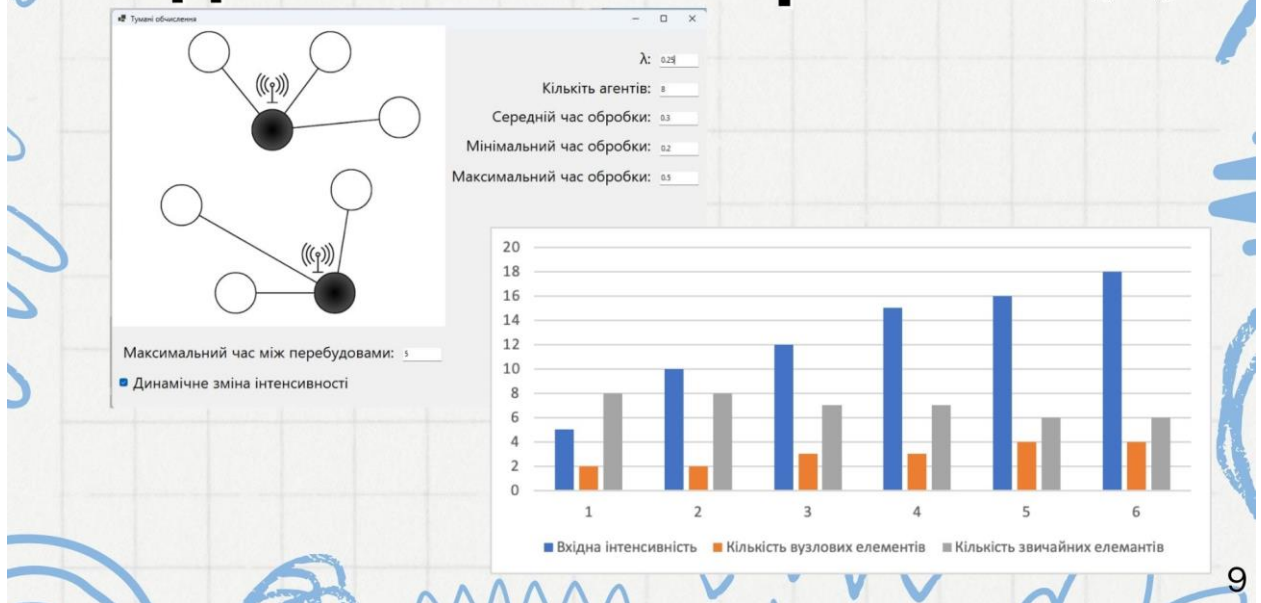 Тумані обчислення
λ: 0.25
Кількіть агентів: 8
Середній час обробки: 0.3
Мінімальний час обробки: 0.2
Максимальний час обробки: 0.5
Максимальний час між перебудовами: 5
Динамічне зміна інтенсивності
20
18
16
14
12
10
8
6
4
2
0
1 2 3 4 5 6
Вхідна інтенсивність Кількість вузлових елементів Кількість звичайних елемантів
9